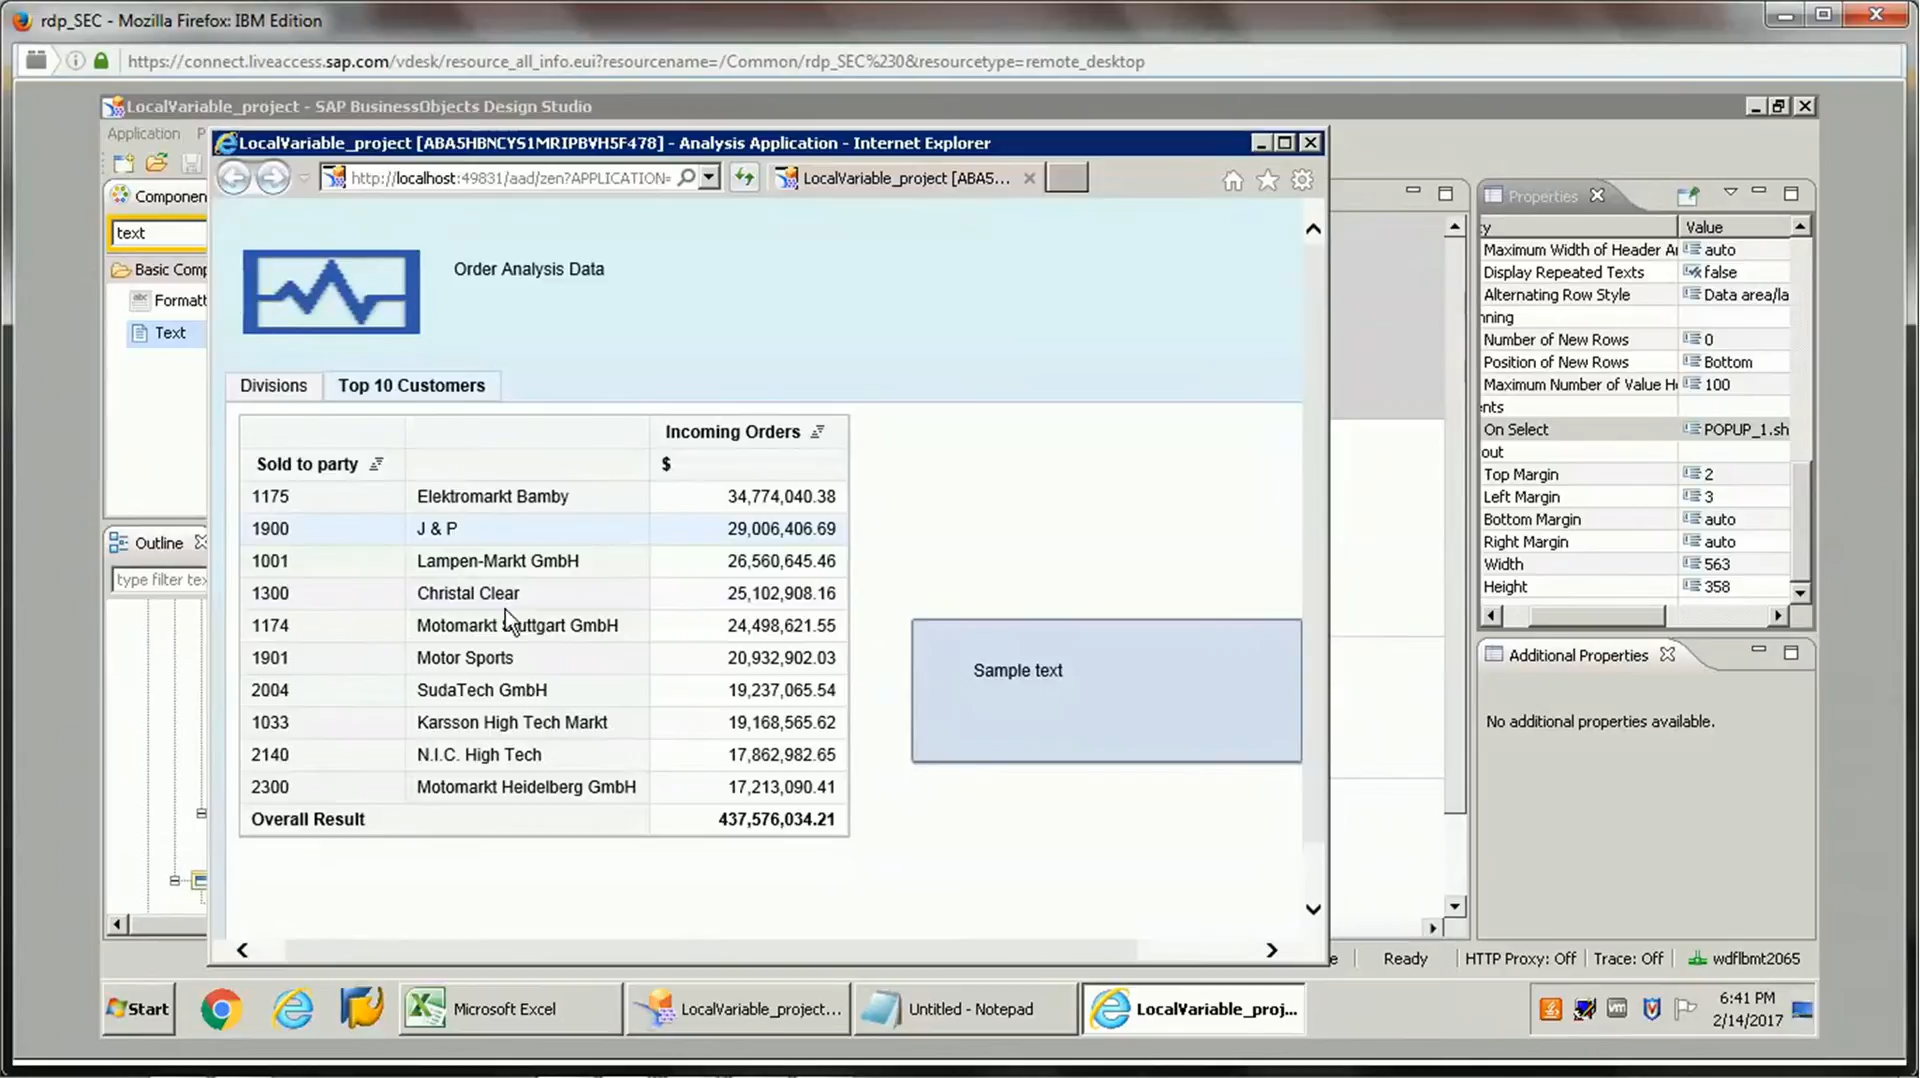 rdp_SEC - Mozilla Firefox: IBM Edition
https://connect.liveaccess.sap.com/vdesk/resource_all_info.eui?resourcename=/Common/rdp_SEC%230&resourcetype=remote_desktop
LocalVariable_project - SAP BusinessObjects Design Studio
Application
LocalVariable_project [ABA5HBNCYS1MRIPBVH5F478] - Analysis Application - Internet Explorer
http://localhost:49831/aad/zen?APPLICATION=
LocalVariable_project [ABA5...
Componen
text
Basic Comp
Formatt
Text
Outline
type filter tex
Order Analysis Data
Divisions
Top 10 Customers
Incoming Orders
Sold to party $
1175 Elektromarkt Bamby 34,774,040.38
1900 J & P 29,006,406.69
1001 Lampen-Markt GmbH 26,560,645.46
1300 Christal Clear 25,102,908.16
1174 Motomarkt Stuttgart GmbH 24,498,621.55
1901 Motor Sports 20,932,902.03
2004 SudaTech GmbH 19,237,065.54
1033 Karsson High Tech Markt 19,168,565.62
2140 N.I.C. High Tech 17,862,982.65
2300 Motomarkt Heidelberg GmbH 17,213,090.41
Overall Result 437,576,034.21
Sample text
Properties
ty Value
Maximum Width of Header Ar auto
Display Repeated Texts false
Alternating Row Style Data area/la
nning
Number of New Rows 0
Position of New Rows Bottom
Maximum Number of Value He 100
ents
On Select POPUP_1.sh
out
Top Margin 2
Left Margin 3
Bottom Margin auto
Right Margin auto
Width 563
Height 358
Additional Properties
No additional properties available.
e Ready HTTP Proxy: Off Trace: Off wdflbmt2065
Start
Microsoft Excel
LocalVariable_project...
Untitled - Notepad
LocalVariable_proj...
6:41 PM
2/14/2017